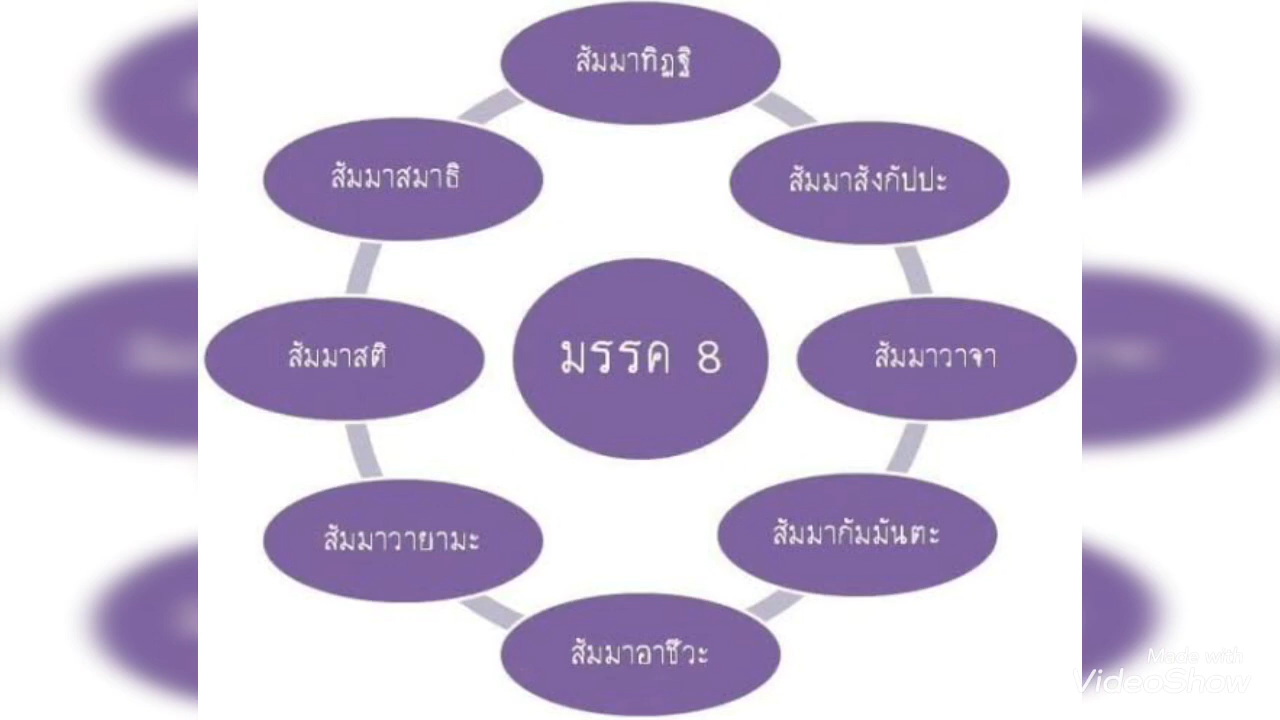 สัมมาทิฏฐิ
สัมมาสังกัปปะ
สัมมาวาจา
สัมมากัมมันตะ
สัมมาอาชีวะ
สัมมาวายามะ
สัมมาสติ
สัมมาสมาธิ
มรรค 8
Made with
VideoShow